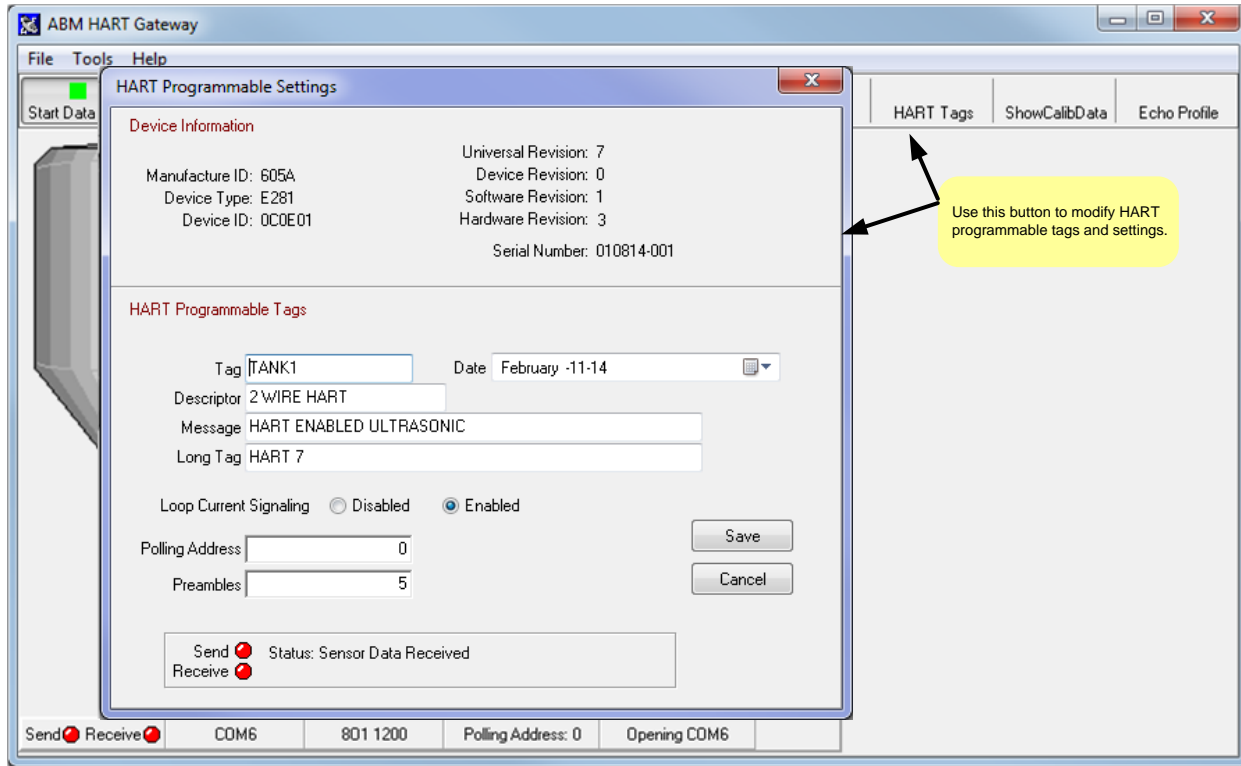 ABM HART Gateway
File Tools Help
Start Data
HART Tags
ShowCalibData
Echo Profile
HART Programmable Settings
Device Information
Manufacture ID: 605A
Device Type: E281
Device ID: 0C0E01
Universal Revision: 7
Device Revision: 0
Software Revision: 1
Hardware Revision: 3
Serial Number: 010814-001
Use this button to modify HART
programmable tags and settings.
HART Programmable Tags
Tag TANK1
Date February -11-14
Descriptor 2 WIRE HART
Message HART ENABLED ULTRASONIC
Long Tag HART 7
Loop Current Signaling Disabled Enabled
Polling Address 0
Preambles 5
Save
Cancel
Send Status: Sensor Data Received
Receive
Send Receive COM6 8O1 1200 Polling Address: 0 Opening COM6